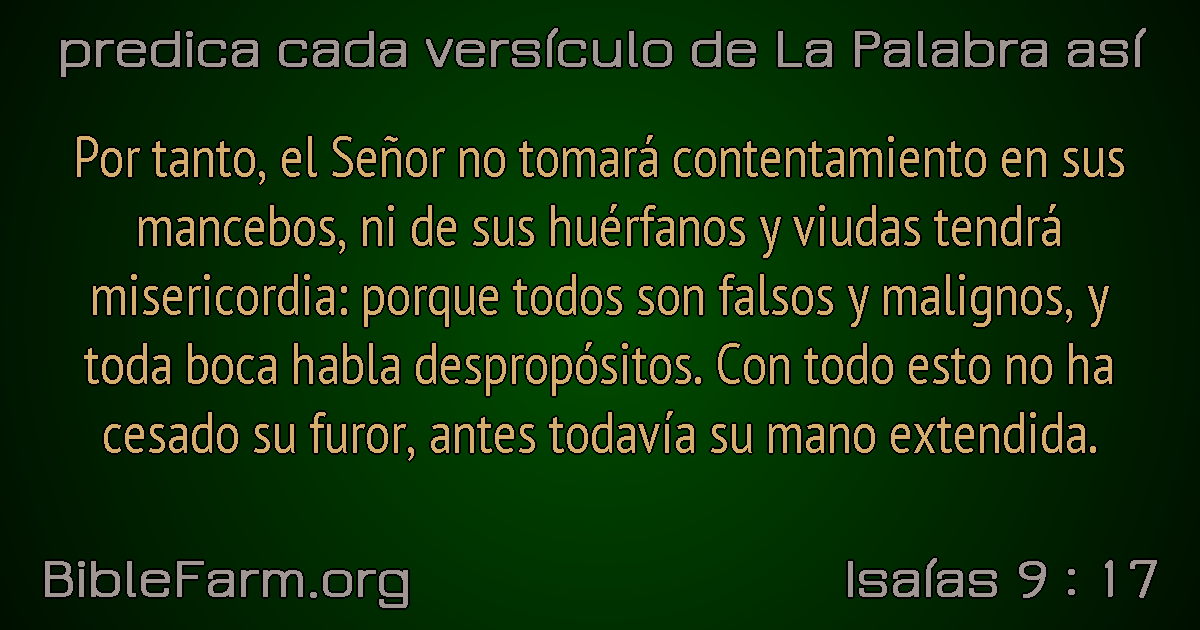 predica cada versículo de La Palabra así
Por tanto, el Señor no tomará contentamiento en sus
mancebos, ni de sus huérfanos y viudas tendrá
misericordia: porque todos son falsos y malignos, y
toda boca habla despropósitos. Con todo esto no ha
cesado su furor, antes todavía su mano extendida.
BibleFarm.org
Isaías 9 : 17